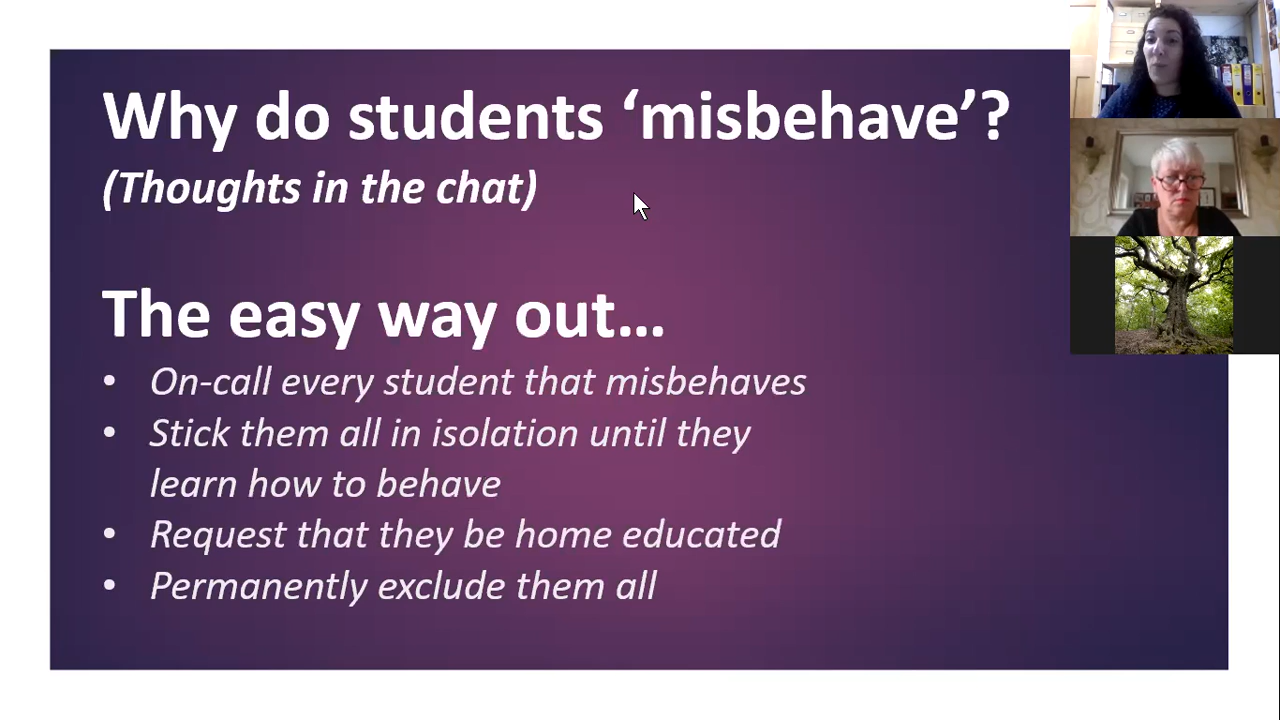 Why do students ‘misbehave’?
(Thoughts in the chat)
The easy way out…
• On-call every student that misbehaves
• Stick them all in isolation until they
learn how to behave
• Request that they be home educated
• Permanently exclude them all